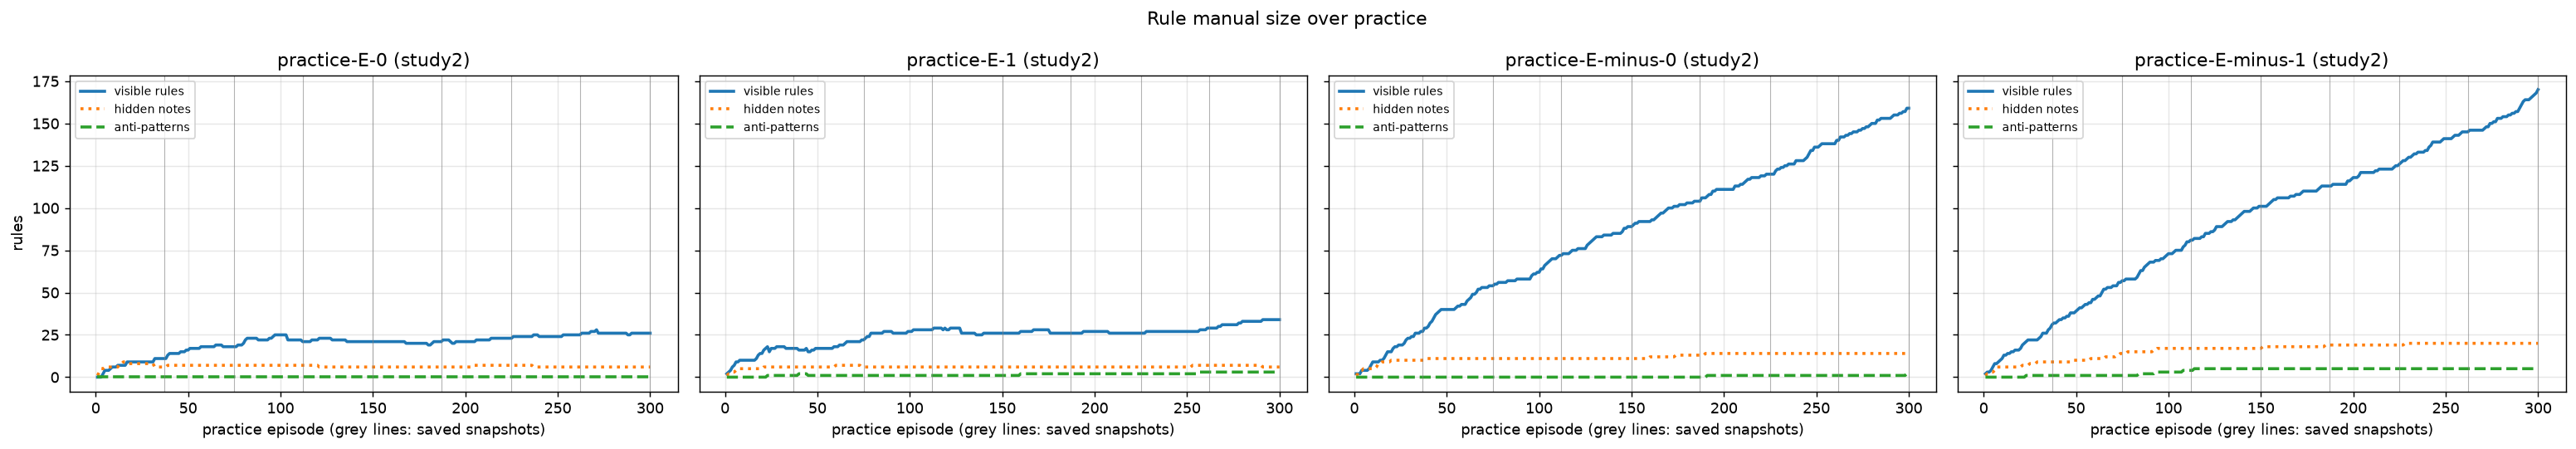 Rule manual size over practice
practice-E-0 (study2)
175
150
125
100
75
50
25
0
rules
visible rules
hidden notes
anti-patterns
0 50 100 150 200 250 300
practice episode (grey lines: saved snapshots)
practice-E-1 (study2)
visible rules
hidden notes
anti-patterns
0 50 100 150 200 250 300
practice episode (grey lines: saved snapshots)
practice-E-minus-0 (study2)
visible rules
hidden notes
anti-patterns
0 50 100 150 200 250 300
practice episode (grey lines: saved snapshots)
practice-E-minus-1 (study2)
visible rules
hidden notes
anti-patterns
0 50 100 150 200 250 300
practice episode (grey lines: saved snapshots)